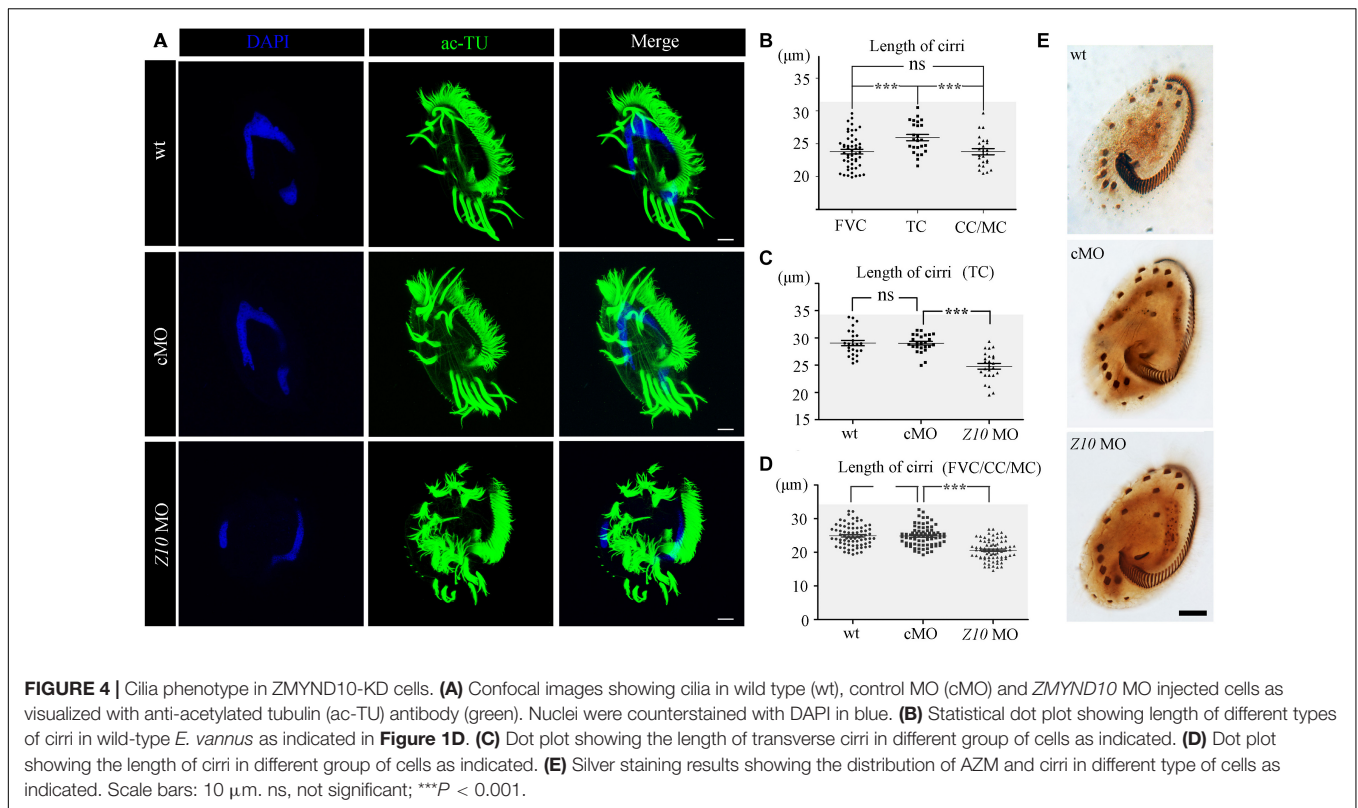 A
DAPI
ac-TU
Merge
wt
cMO
Z10 MO
B
Length of cirri
(μm)
ns
*** ***
35
30
25
20
FVC TC CC/MC
C
Length of cirri (TC)
(μm)
ns
***
35
30
25
20
15
wt cMO Z10 MO
D
Length of cirri (FVC/CC/MC)
(μm)
***
30
20
10
0
wt cMO Z10 MO
E
wt
cMO
Z10 MO
FIGURE 4 | Cilia phenotype in ZMYND10-KD cells. (A) Confocal images showing cilia in wild type (wt), control MO (cMO) and ZMYND10 MO injected cells as
visualized with anti-acetylated tubulin (ac-TU) antibody (green). Nuclei were counterstained with DAPI in blue. (B) Statistical dot plot showing length of different types
of cirri in wild-type E. vannus as indicated in Figure 1D. (C) Dot plot showing the length of transverse cirri in different group of cells as indicated. (D) Dot plot
showing the length of cirri in different group of cells as indicated. (E) Silver staining results showing the distribution of AZM and cirri in different type of cells as
indicated. Scale bars: 10 μm. ns, not significant; ***P < 0.001.